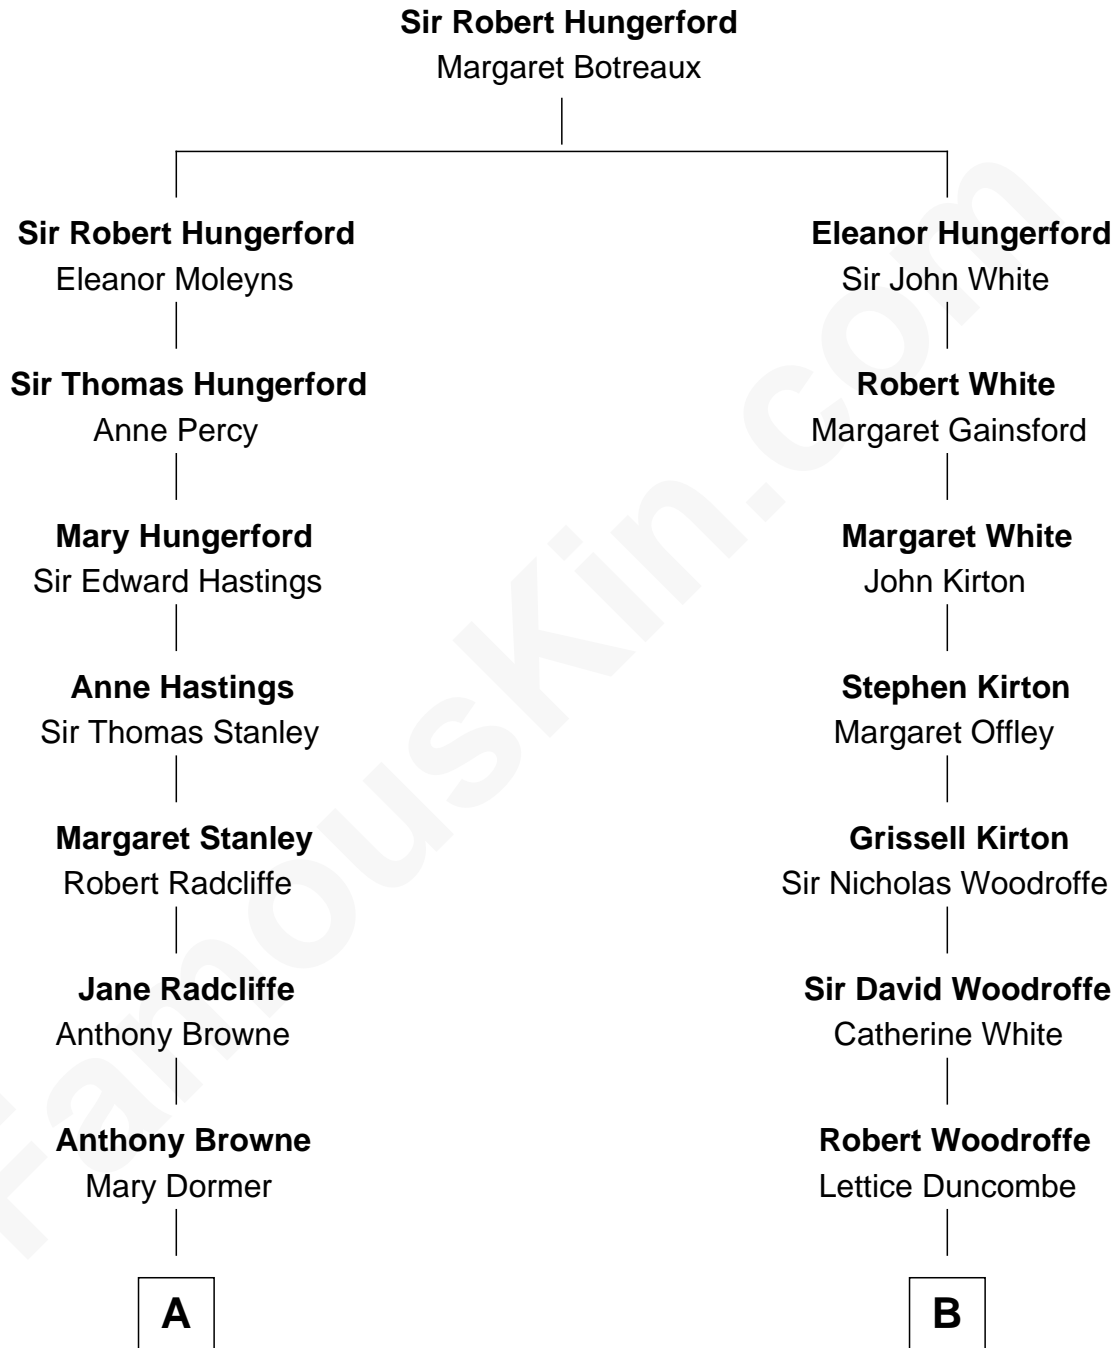 Sir Robert Hungerford
Margaret Botreaux
Sir Robert Hungerford
Eleanor Moleyns
Eleanor Hungerford
Sir John White
Sir Thomas Hungerford
Anne Percy
Robert White
Margaret Gainsford
Mary Hungerford
Sir Edward Hastings
Margaret White
John Kirton
Anne Hastings
Sir Thomas Stanley
Stephen Kirton
Margaret Offley
Margaret Stanley
Robert Radcliffe
Grissell Kirton
Sir Nicholas Woodroffe
Jane Radcliffe
Anthony Browne
Sir David Woodroffe
Catherine White
Anthony Browne
Mary Dormer
Robert Woodroffe
Lettice Duncombe
A
B
FamousKin.com